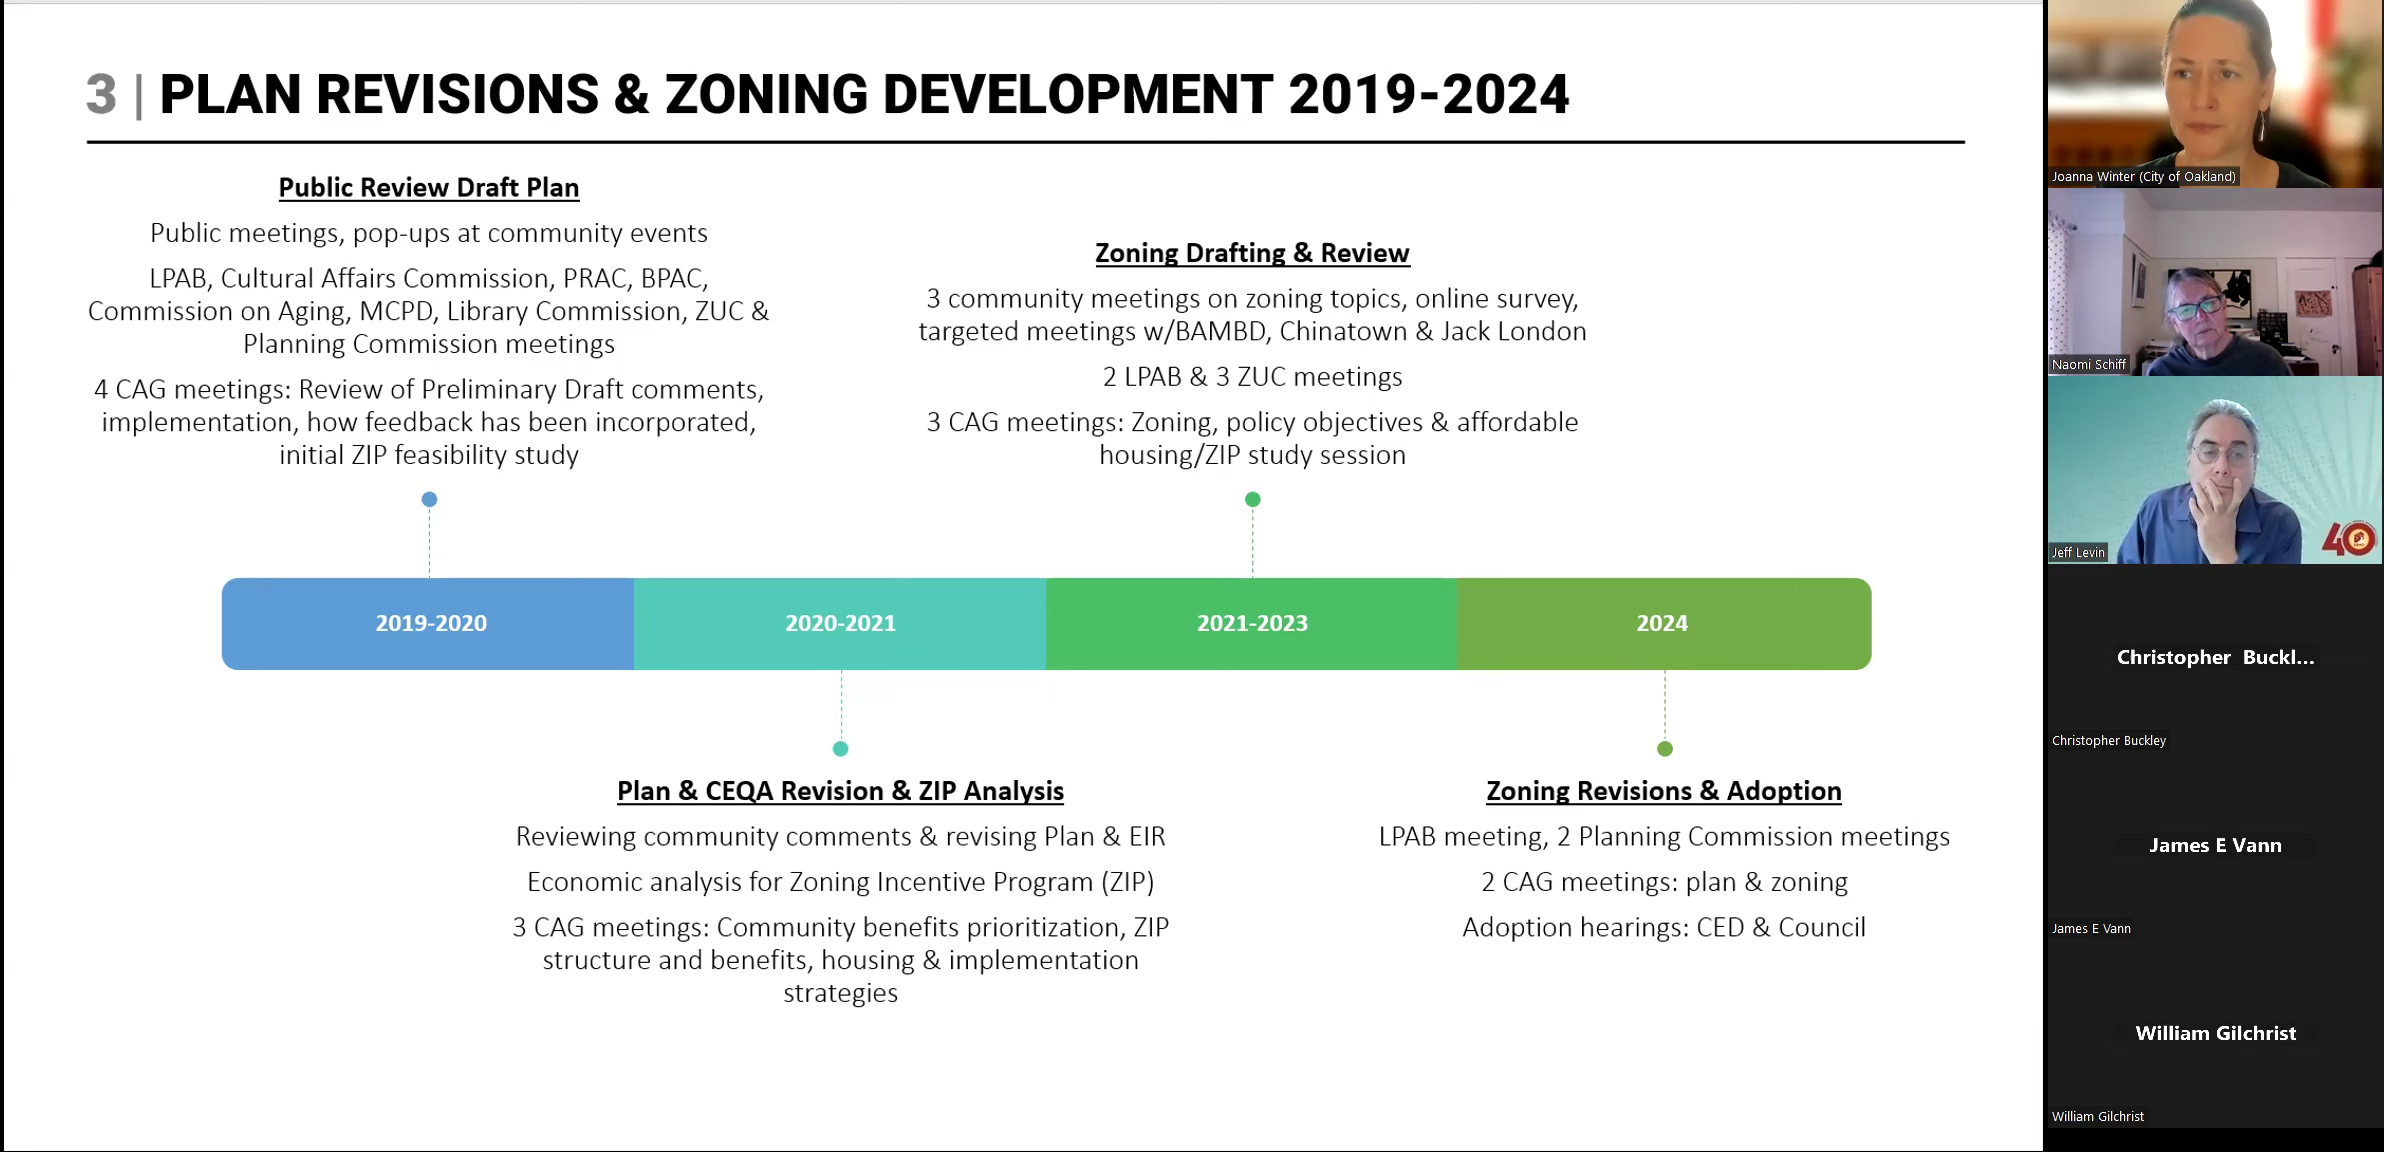 3 | PLAN REVISIONS & ZONING DEVELOPMENT 2019-2024
Public Review Draft Plan
Public meetings, pop-ups at community events
LPAB, Cultural Affairs Commission, PRAC, BPAC,
Commission on Aging, MCPD, Library Commission, ZUC &
Planning Commission meetings
4 CAG meetings: Review of Preliminary Draft comments,
implementation, how feedback has been incorporated,
initial ZIP feasibility study
Zoning Drafting & Review
3 community meetings on zoning topics, online survey,
targeted meetings w/BAMBD, Chinatown & Jack London
2 LPAB & 3 ZUC meetings
3 CAG meetings: Zoning, policy objectives & affordable
housing/ZIP study session
2019-2020
2020-2021
2021-2023
2024
Plan & CEQA Revision & ZIP Analysis
Reviewing community comments & revising Plan & EIR
Economic analysis for Zoning Incentive Program (ZIP)
3 CAG meetings: Community benefits prioritization, ZIP
structure and benefits, housing & implementation
strategies
Zoning Revisions & Adoption
LPAB meeting, 2 Planning Commission meetings
2 CAG meetings: plan & zoning
Adoption hearings: CED & Council
Joanna Winter (City of Oakland)
Naomi Schiff
40
Jeff Levin
Christopher Buckl...
Christopher Buckley
James E Vann
James E Vann
William Gilchrist
William Gilchrist